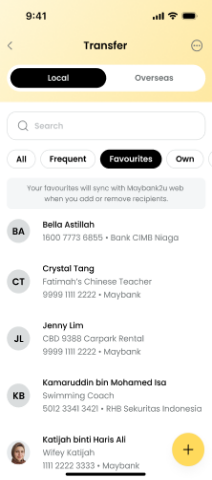 9:41
Transfer
Local
Overseas
Search
All
Frequent
Favourites
Own
Your favourites will sync with Maybank2u web
when you add or remove recipients.
BA
Bella Astillah
1600 7773 6855 • Bank CIMB Niaga
CT
Crystal Tang
Fatimah's Chinese Teacher
9999 1111 2222 • Maybank
JL
Jenny Lim
CBD 9388 Carpark Rental
9999 1111 2222 • Maybank
KB
Kamaruddin bin Mohamed Isa
Swimming Coach
5012 3341 3421 • RHB Sekuritas Indonesia
Katijah binti Haris Ali
Wifey Katijah
1111 2222 3333 • Maybank